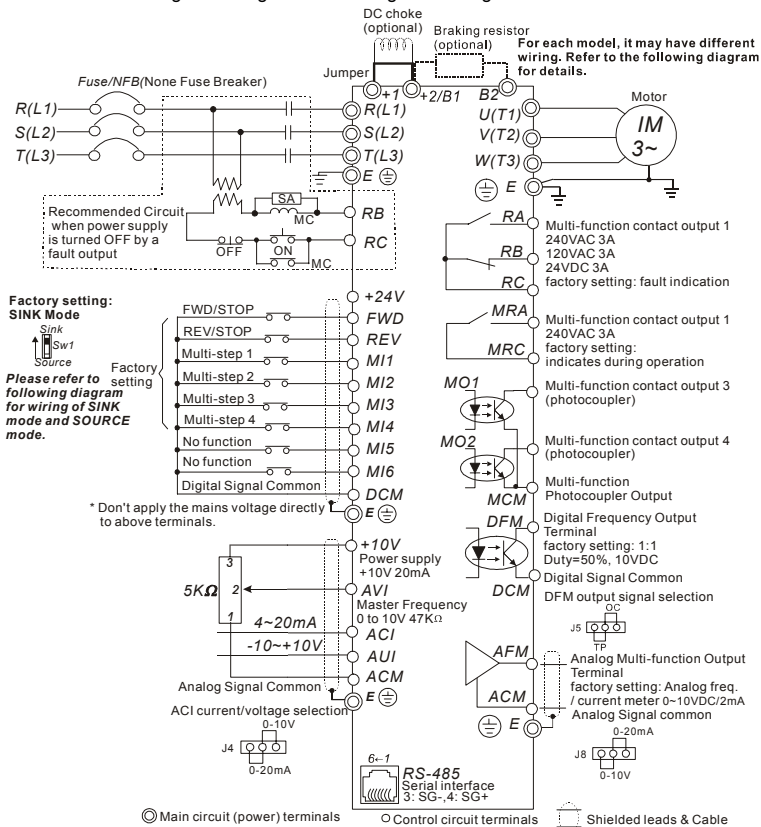 DC choke
(optional)
Braking resistor
(optional)
For each model, it may have different
wiring. Refer to the following diagram
for details.
Jumper
+1
+2/B1
B2
Fuse/NFB(None Fuse Breaker)
R(L1)
S(L2)
T(L3)
R(L1)
S(L2)
T(L3)
E
U(T1)
V(T2)
W(T3)
E
Motor
IM
3~
Recommended Circuit
when power supply
is turned OFF by a
fault output
SA
MC
OFF
ON
MC
RB
RC
RA
RB
RC
Multi-function contact output 1
240VAC 3A
120VAC 3A
24VDC 3A
factory setting: fault indication
MRA
MRC
Multi-function contact output 1
240VAC 3A
factory setting:
indicates during operation
Factory setting:
SINK Mode
Sink
Sw1
Source
Please refer to
following diagram
for wiring of SINK
mode and SOURCE
mode.
Factory
setting
+24V
FWD/STOP
FWD
REV/STOP
REV
Multi-step 1
MI1
Multi-step 2
MI2
Multi-step 3
MI3
Multi-step 4
MI4
No function
MI5
No function
MI6
Digital Signal Common
DCM
* Don't apply the mains voltage directly
to above terminals.
E
MO1
Multi-function contact output 3
(photocoupler)
MO2
Multi-function contact output 4
(photocoupler)
MCM
Multi-function
Photocoupler Output
DFM
Digital Frequency Output
Terminal
factory setting: 1:1
Duty=50%, 10VDC
DCM
Digital Signal Common
DFM output signal selection
OC
J5
TP
+10V
Power supply
+10V 20mA
5KΩ
3
2
1
AVI
Master Frequency
0 to 10V 47KΩ
4~20mA
ACI
-10~+10V
AUI
ACM
Analog Signal Common
E
ACI current/voltage selection
0-10V
J4
0-20mA
AFM
Analog Multi-function Output
Terminal
factory setting: Analog freq.
/ current meter 0~10VDC/2mA
ACM
Analog Signal common
E
0-20mA
J8
0-10V
6←1
RS-485
Serial interface
3: SG-,4: SG+
Main circuit (power) terminals
Control circuit terminals
Shielded leads & Cable